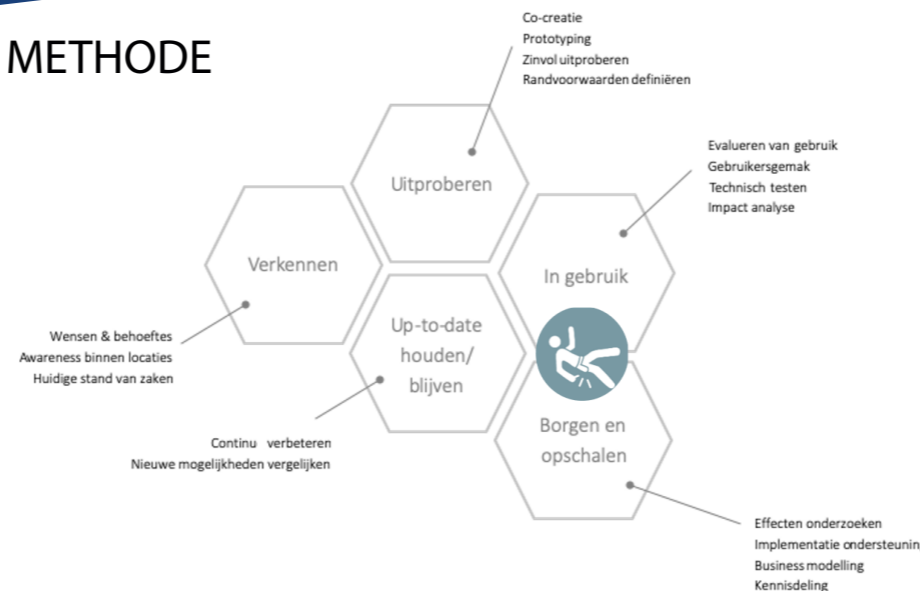 METHODE
Co-creatie
Prototyping
Zinvol uitproberen
Randvoorwaarden definiëren
Uitproberen
Evalueren van gebruik
Gebruikersgemak
Technisch testen
Impact analyse
Verkennen
In gebruik
Wensen & behoeftes
Awareness binnen locaties
Huidige stand van zaken
Up-to-date
houden/
blijven
Continu verbeteren
Nieuwe mogelijkheden vergelijken
Borgen en
opschalen
Effecten onderzoeken
Implementatie ondersteunin
Business modelling
Kennisdeling